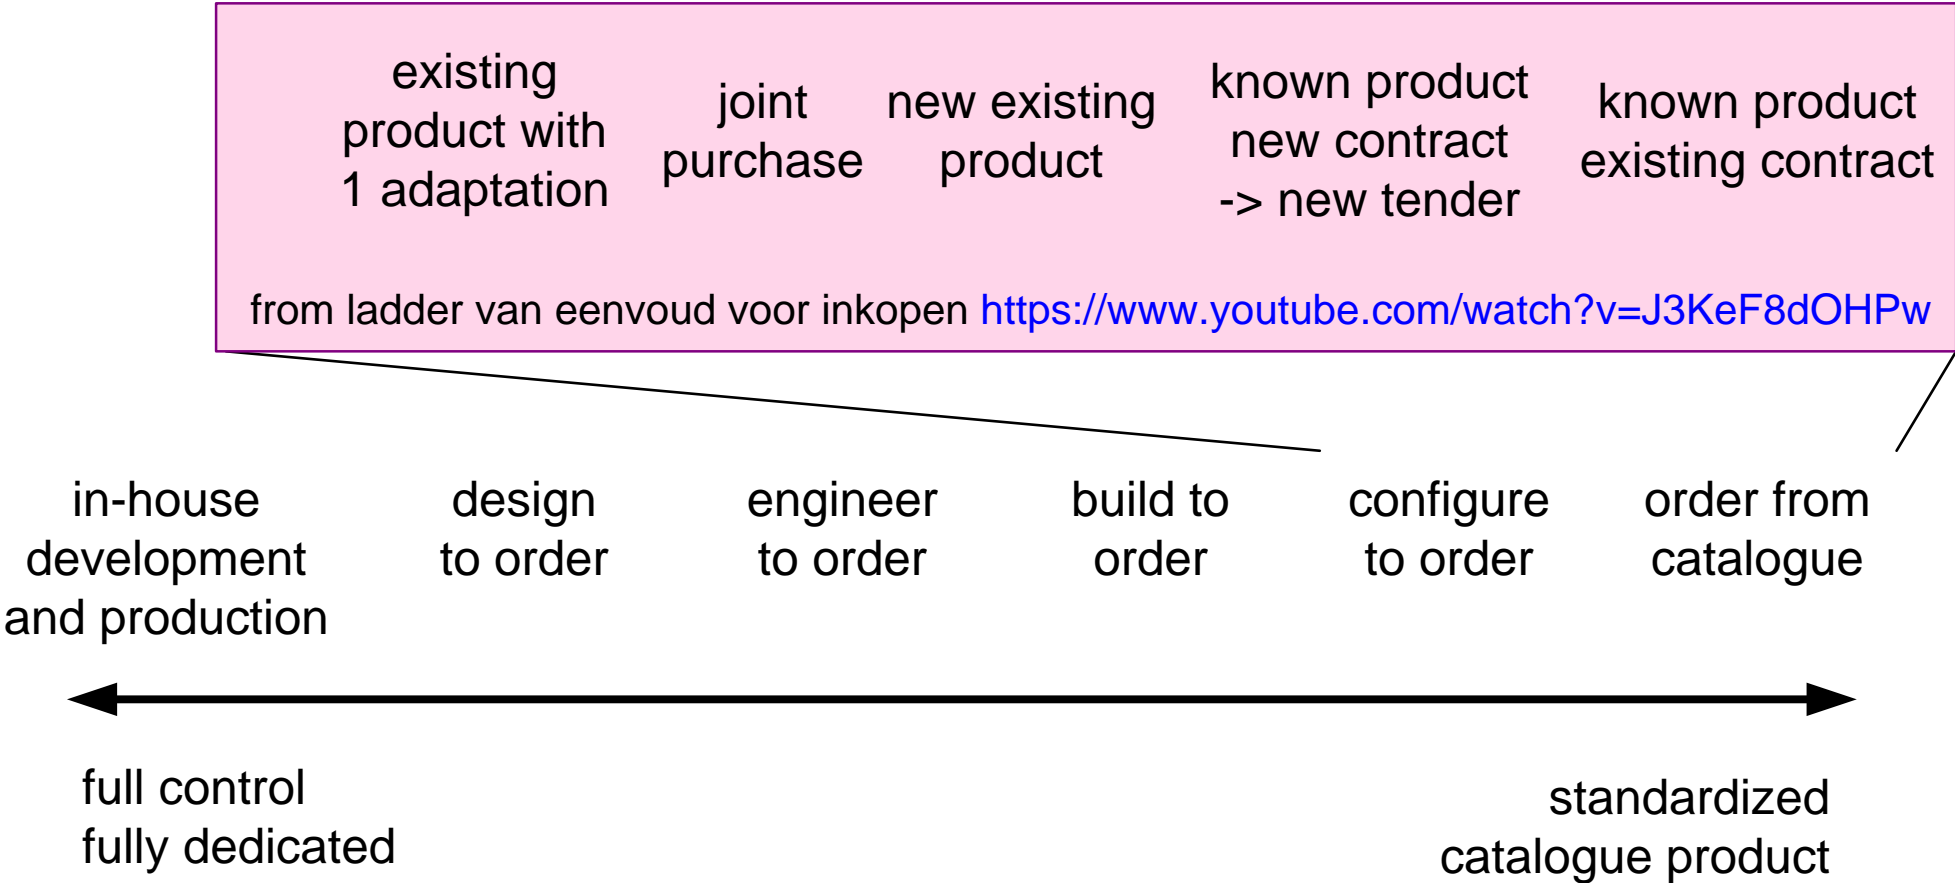 existing
product with
1 adaptation
joint
purchase
new existing
product
known product
new contract
-> new tender
known product
existing contract
from ladder van eenvoud voor inkopen https://www.youtube.com/watch?v=J3KeF8dOHPw
in-house
development
and production
design
to order
engineer
to order
build to
order
configure
to order
order from
catalogue
full control
fully dedicated
standardized
catalogue product